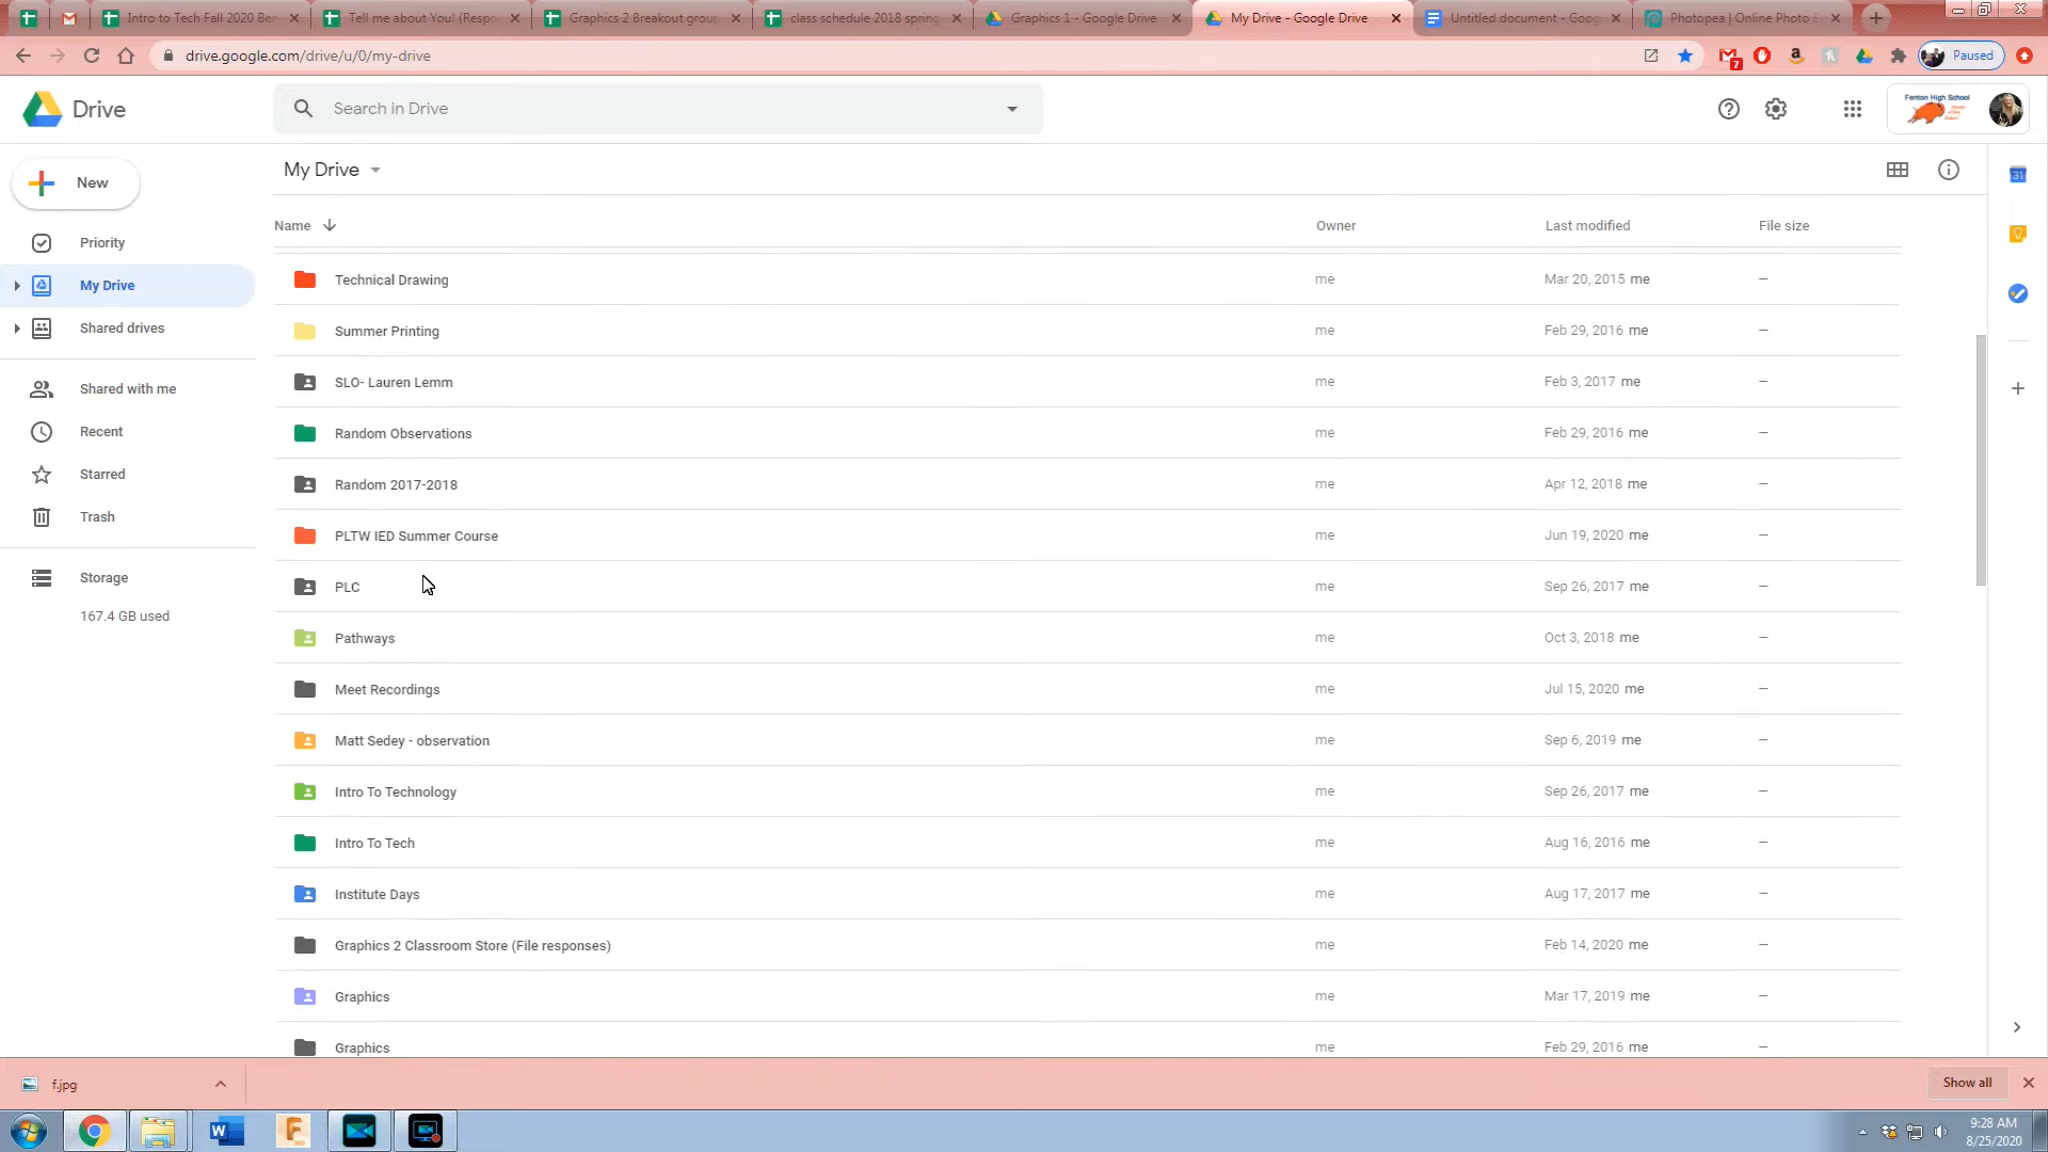 Intro to Tech Fall 2020 Ben
Tell me about You! (Respo
Graphics 2 Breakout group
class schedule 2018 spring
Graphics 1 - Google Drive
My Drive - Google Drive
Untitled document - Goog
Photopea | Online Photo E
drive.google.com/drive/u/0/my-drive
7
Paused
Drive
Search in Drive
Fenton High School
New
My Drive
31
Priority
Name
Owner
Last modified
File size
My Drive
Technical Drawing
me
Mar 20, 2015 me
–
Shared drives
Summer Printing
me
Feb 29, 2016 me
–
Shared with me
SLO- Lauren Lemm
me
Feb 3, 2017 me
–
Recent
Random Observations
me
Feb 29, 2016 me
–
Starred
Random 2017-2018
me
Apr 12, 2018 me
–
Trash
PLTW IED Summer Course
me
Jun 19, 2020 me
–
Storage
167.4 GB used
PLC
me
Sep 26, 2017 me
–
Pathways
me
Oct 3, 2018 me
–
Meet Recordings
me
Jul 15, 2020 me
–
Matt Sedey - observation
me
Sep 6, 2019 me
–
Intro To Technology
me
Sep 26, 2017 me
–
Intro To Tech
me
Aug 16, 2016 me
–
Institute Days
me
Aug 17, 2017 me
–
Graphics 2 Classroom Store (File responses)
me
Feb 14, 2020 me
–
Graphics
me
Mar 17, 2019 me
–
Graphics
me
Feb 29, 2016 me
–
f.jpg
Show all
9:28 AM
8/25/2020